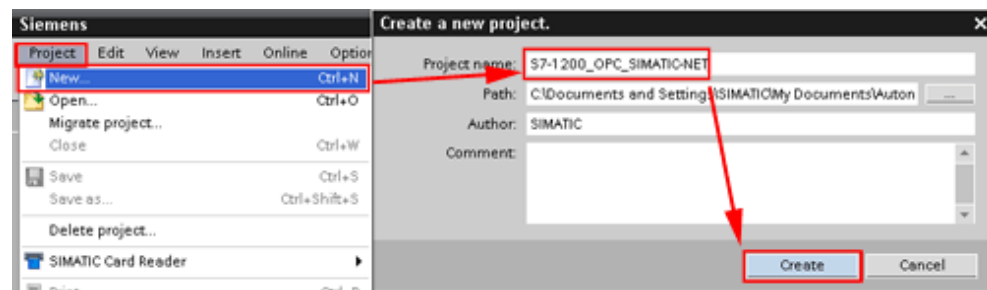 Siemens
Project Edit View Insert Online Option
New... Ctrl+N
Open... Ctrl+O
Migrate project...
Close Ctrl+W
Save Ctrl+S
Save as... Ctrl+Shift+S
Delete project...
SIMATIC Card Reader
Create a new project.
Project name: S7-1200_OPC_SIMATIC-NET
Path: C:\Documents and Settings\SIMATIC\My Documents\Autom ...
Author: SIMATIC
Comment:
Create Cancel